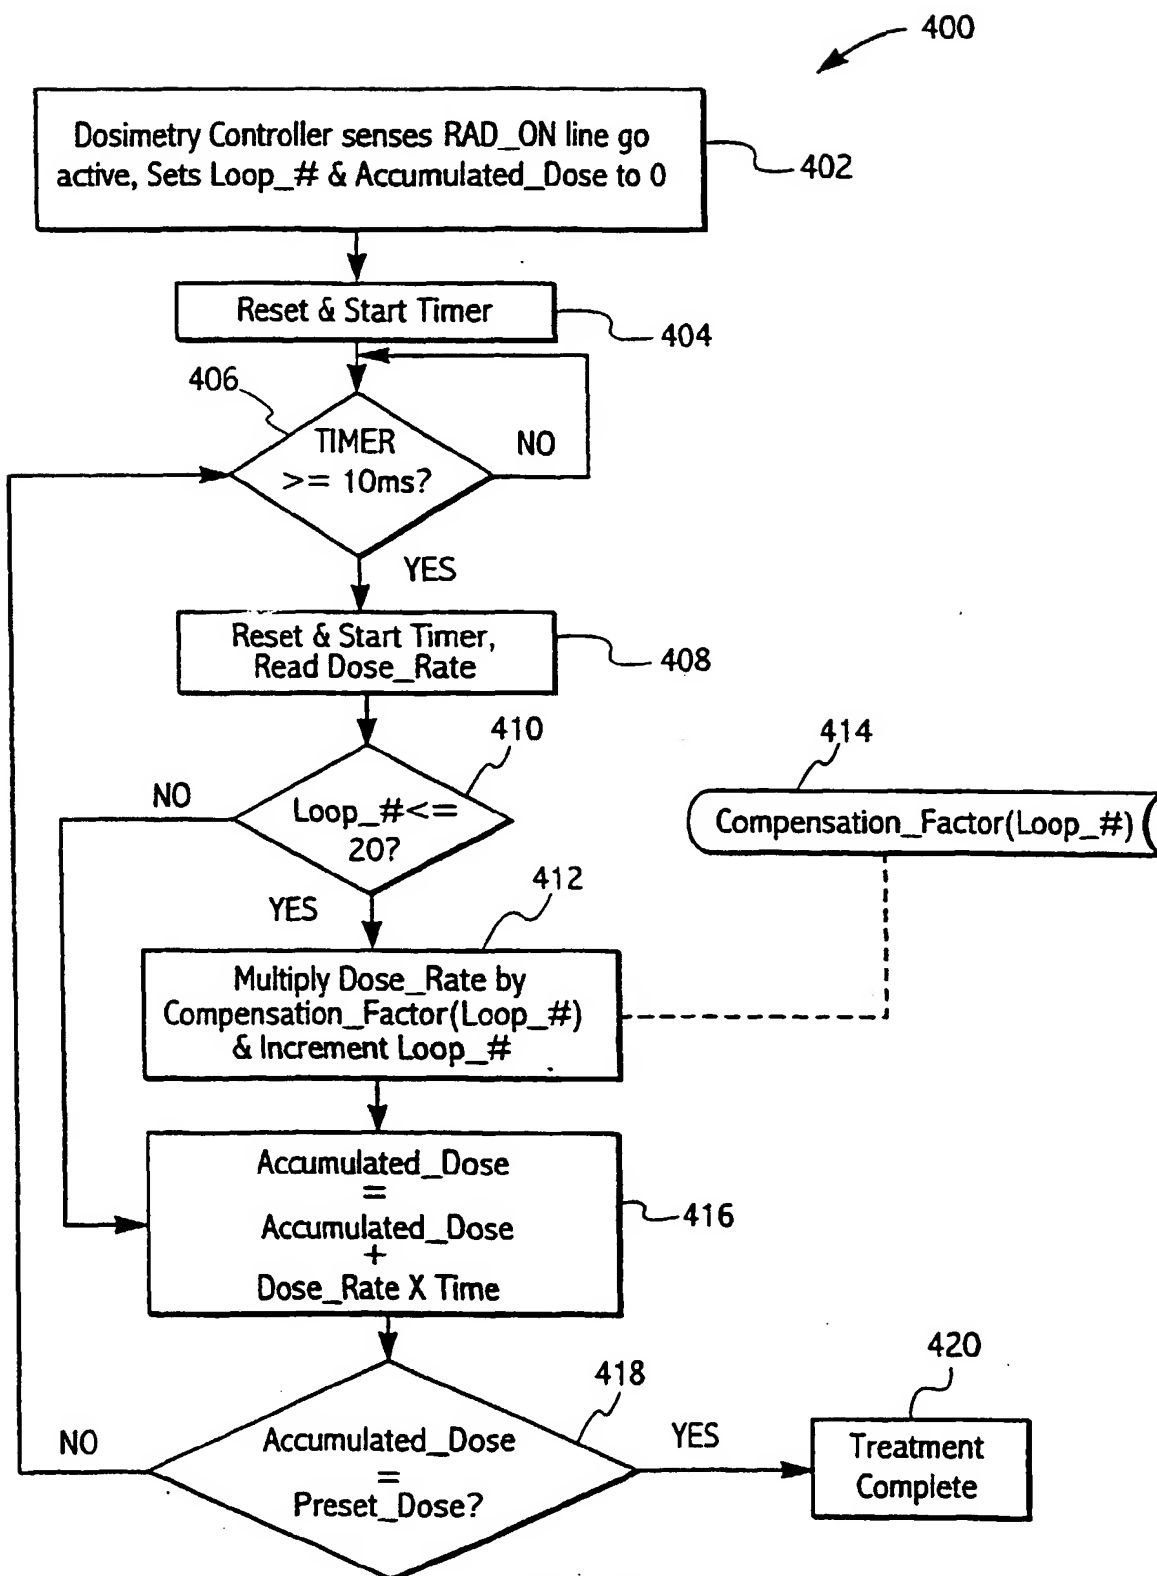 400
Dosimetry Controller senses RAD_ON line go
active, Sets Loop_# & Accumulated_Dose to 0
402
Reset & Start Timer
404
406
TIMER
>= 10ms?
NO
YES
Reset & Start Timer,
Read Dose_Rate
408
410
NO
Loop_#<=
20?
YES
414
Compensation_Factor(Loop_#)
412
Multiply Dose_Rate by
Compensation_Factor(Loop_#)
& Increment Loop_#
Accumulated_Dose
=
Accumulated_Dose
+
Dose_Rate X Time
416
418
NO
Accumulated_Dose
=
Preset_Dose?
YES
420
Treatment
Complete